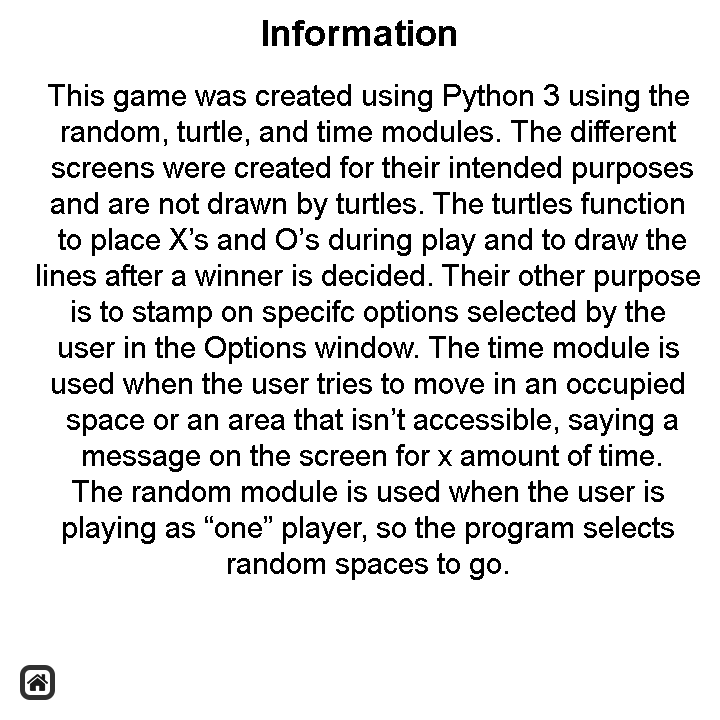 Information
This game was created using Python 3 using the
random, turtle, and time modules. The different
screens were created for their intended purposes
and are not drawn by turtles. The turtles function
to place X’s and O’s during play and to draw the
lines after a winner is decided. Their other purpose
is to stamp on specifc options selected by the
user in the Options window. The time module is
used when the user tries to move in an occupied
space or an area that isn’t accessible, saying a
message on the screen for x amount of time.
The random module is used when the user is
playing as “one” player, so the program selects
random spaces to go.